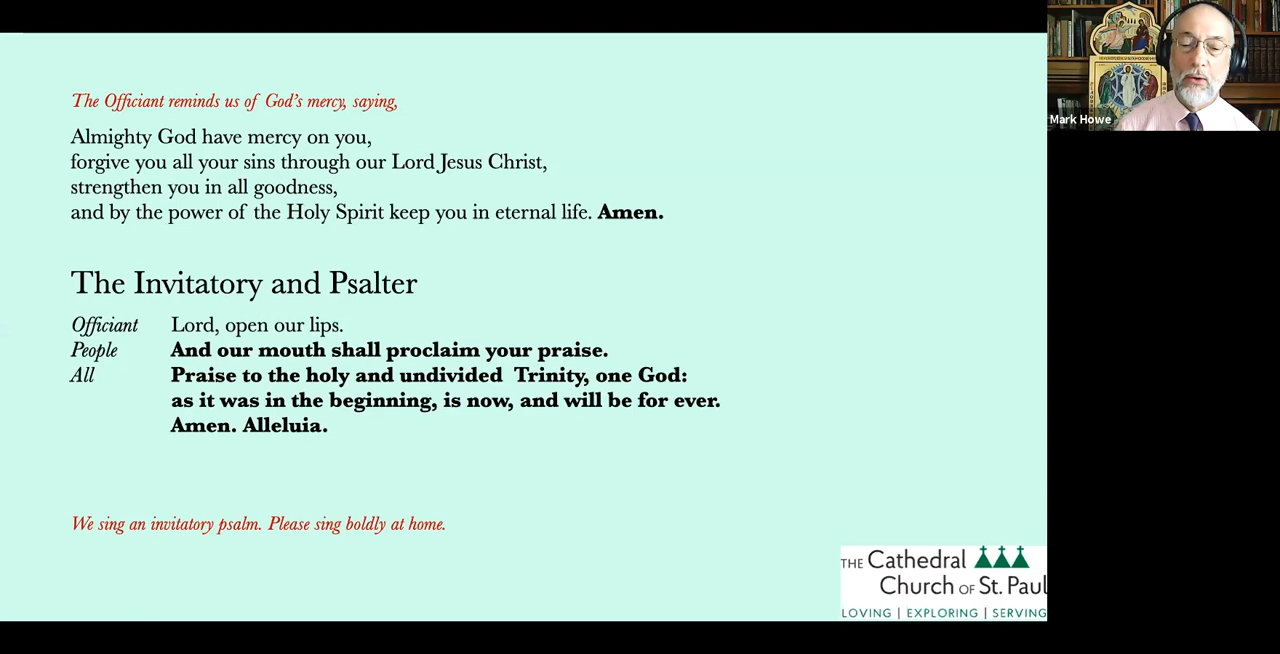 The Officiant reminds us of God's mercy, saying,
Almighty God have mercy on you,
forgive you all your sins through our Lord Jesus Christ,
strengthen you in all goodness,
and by the power of the Holy Spirit keep you in eternal life. Amen.
The Invitatory and Psalter
Officiant Lord, open our lips.
People And our mouth shall proclaim your praise.
All Praise to the holy and undivided Trinity, one God:
as it was in the beginning, is now, and will be for ever.
Amen. Alleluia.
We sing an invitatory psalm. Please sing boldly at home.
THE Cathedral
Church OF St. Paul
LOVING | EXPLORING | SERVING
Mark Howe